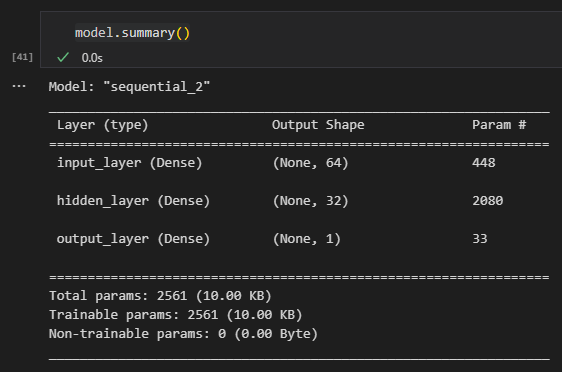 model.summary()
[41]
0.0s
...
Model: "sequential_2"
_________________________________________________________________
Layer (type) Output Shape Param #
=================================================================
input_layer (Dense) (None, 64) 448
hidden_layer (Dense) (None, 32) 2080
output_layer (Dense) (None, 1) 33
=================================================================
Total params: 2561 (10.00 KB)
Trainable params: 2561 (10.00 KB)
Non-trainable params: 0 (0.00 Byte)
_________________________________________________________________